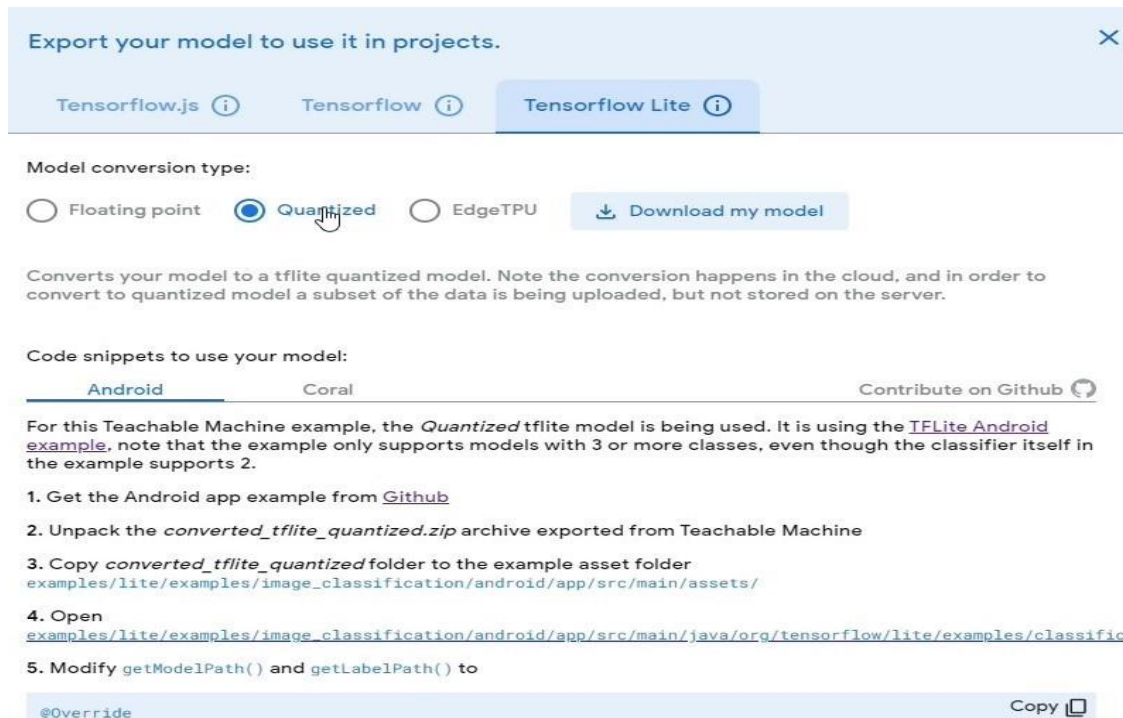 Export your model to use it in projects.
Tensorflow.js Tensorflow Tensorflow Lite
Model conversion type:
Floating point Quantized EdgeTPU Download my model
Converts your model to a tflite quantized model. Note the conversion happens in the cloud, and in order to
convert to quantized model a subset of the data is being uploaded, but not stored on the server.
Code snippets to use your model:
Android Coral Contribute on Github
For this Teachable Machine example, the Quantized tflite model is being used. It is using the TFLite Android
example, note that the example only supports models with 3 or more classes, even though the classifier itself in
the example supports 2.
1. Get the Android app example from Github
2. Unpack the converted_tflite_quantized.zip archive exported from Teachable Machine
3. Copy converted_tflite_quantized folder to the example asset folder
examples/lite/examples/image_classification/android/app/src/main/assets/
4. Open
examples/lite/examples/image_classification/android/app/src/main/java/org/tensorflow/lite/examples/classific
5. Modify getModelPath() and getLabelPath() to
@Override Copy